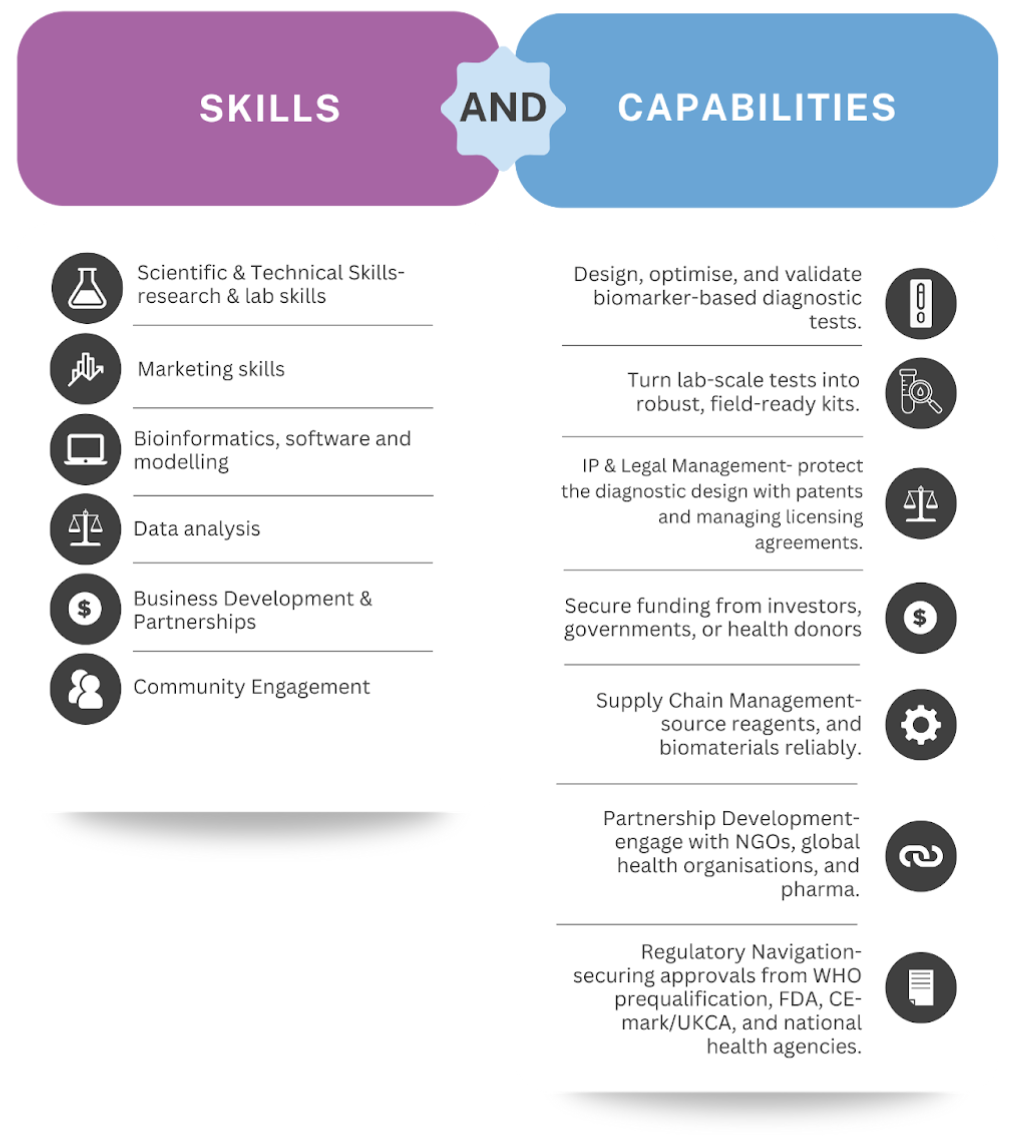 SKILLS
AND
CAPABILITIES
Scientific & Technical Skills-
research & lab skills
Marketing skills
Bioinformatics, software and
modelling
Data analysis
$
Business Development &
Partnerships
Community Engagement
Design, optimise, and validate
biomarker-based diagnostic
tests.
Turn lab-scale tests into
robust, field-ready kits.
IP & Legal Management- protect
the diagnostic design with patents
and managing licensing
agreements.
Secure funding from investors,
governments, or health donors
$
Supply Chain Management-
source reagents, and
biomaterials reliably.
Partnership Development-
engage with NGOs, global
health organisations, and
pharma.
Regulatory Navigation-
securing approvals from WHO
prequalification, FDA, CE-
mark/UKCA, and national
health agencies.